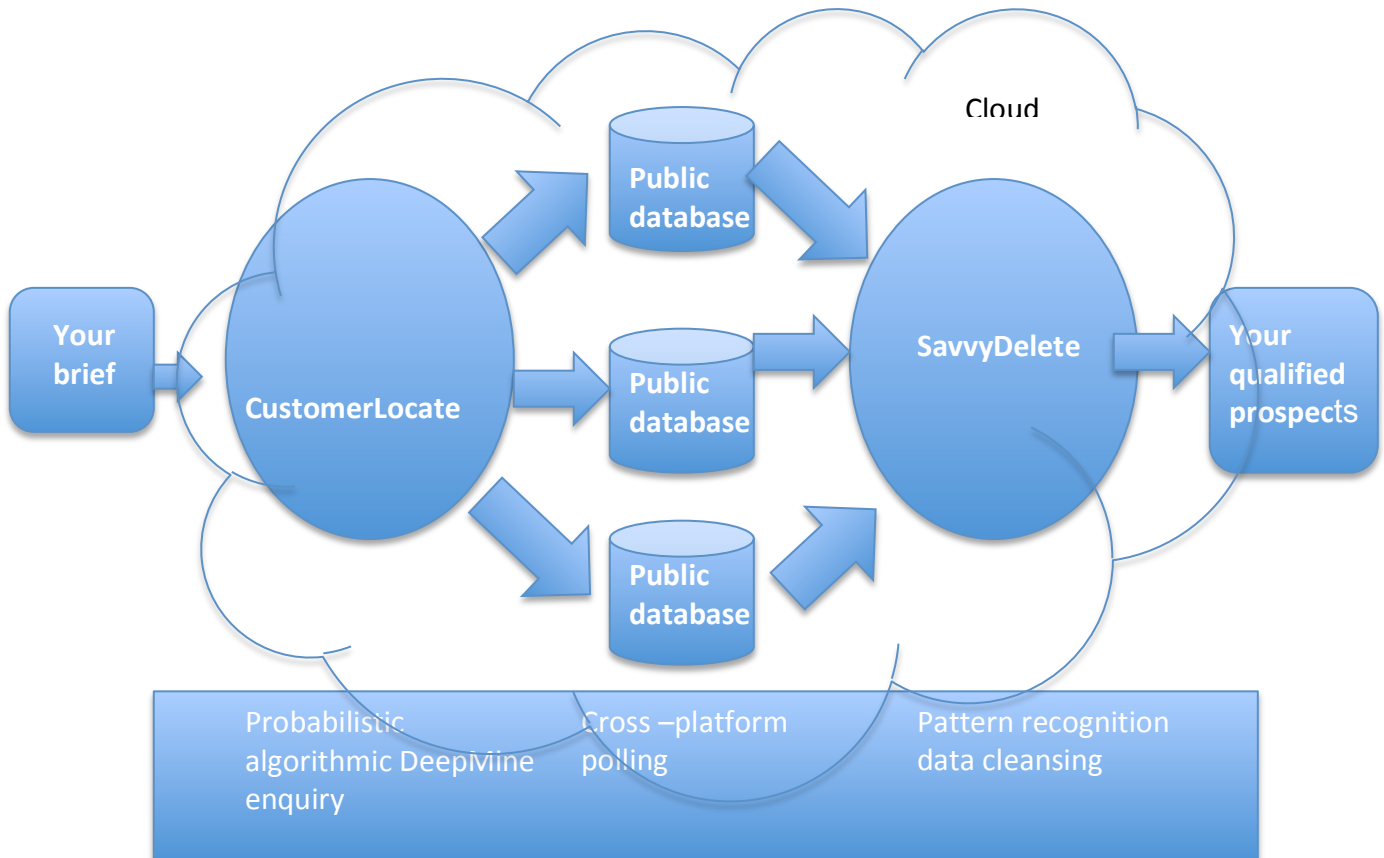 Cloud
Your
brief
CustomerLocate
Public
database
Public
database
Public
database
SavvyDelete
Your
qualified
prospects
Probabilistic
algorithmic DeepMine
enquiry
Cross –platform
polling
Pattern recognition
data cleansing